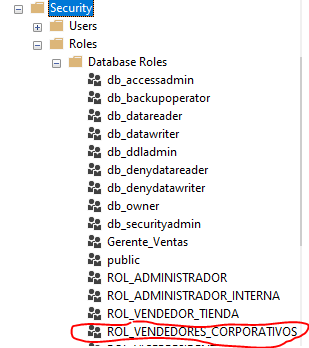 Security
Users
Roles
Database Roles
db_accessadmin
db_backupoperator
db_datareader
db_datawriter
db_ddladmin
db_denydatareader
db_denydatawriter
db_owner
db_securityadmin
Gerente_Ventas
public
ROL_ADMINISTRADOR
ROL_ADMINISTRADOR_INTERNA
ROL_VENDEDOR_TIENDA
ROL_VENDEDORES_CORPORATIVOS